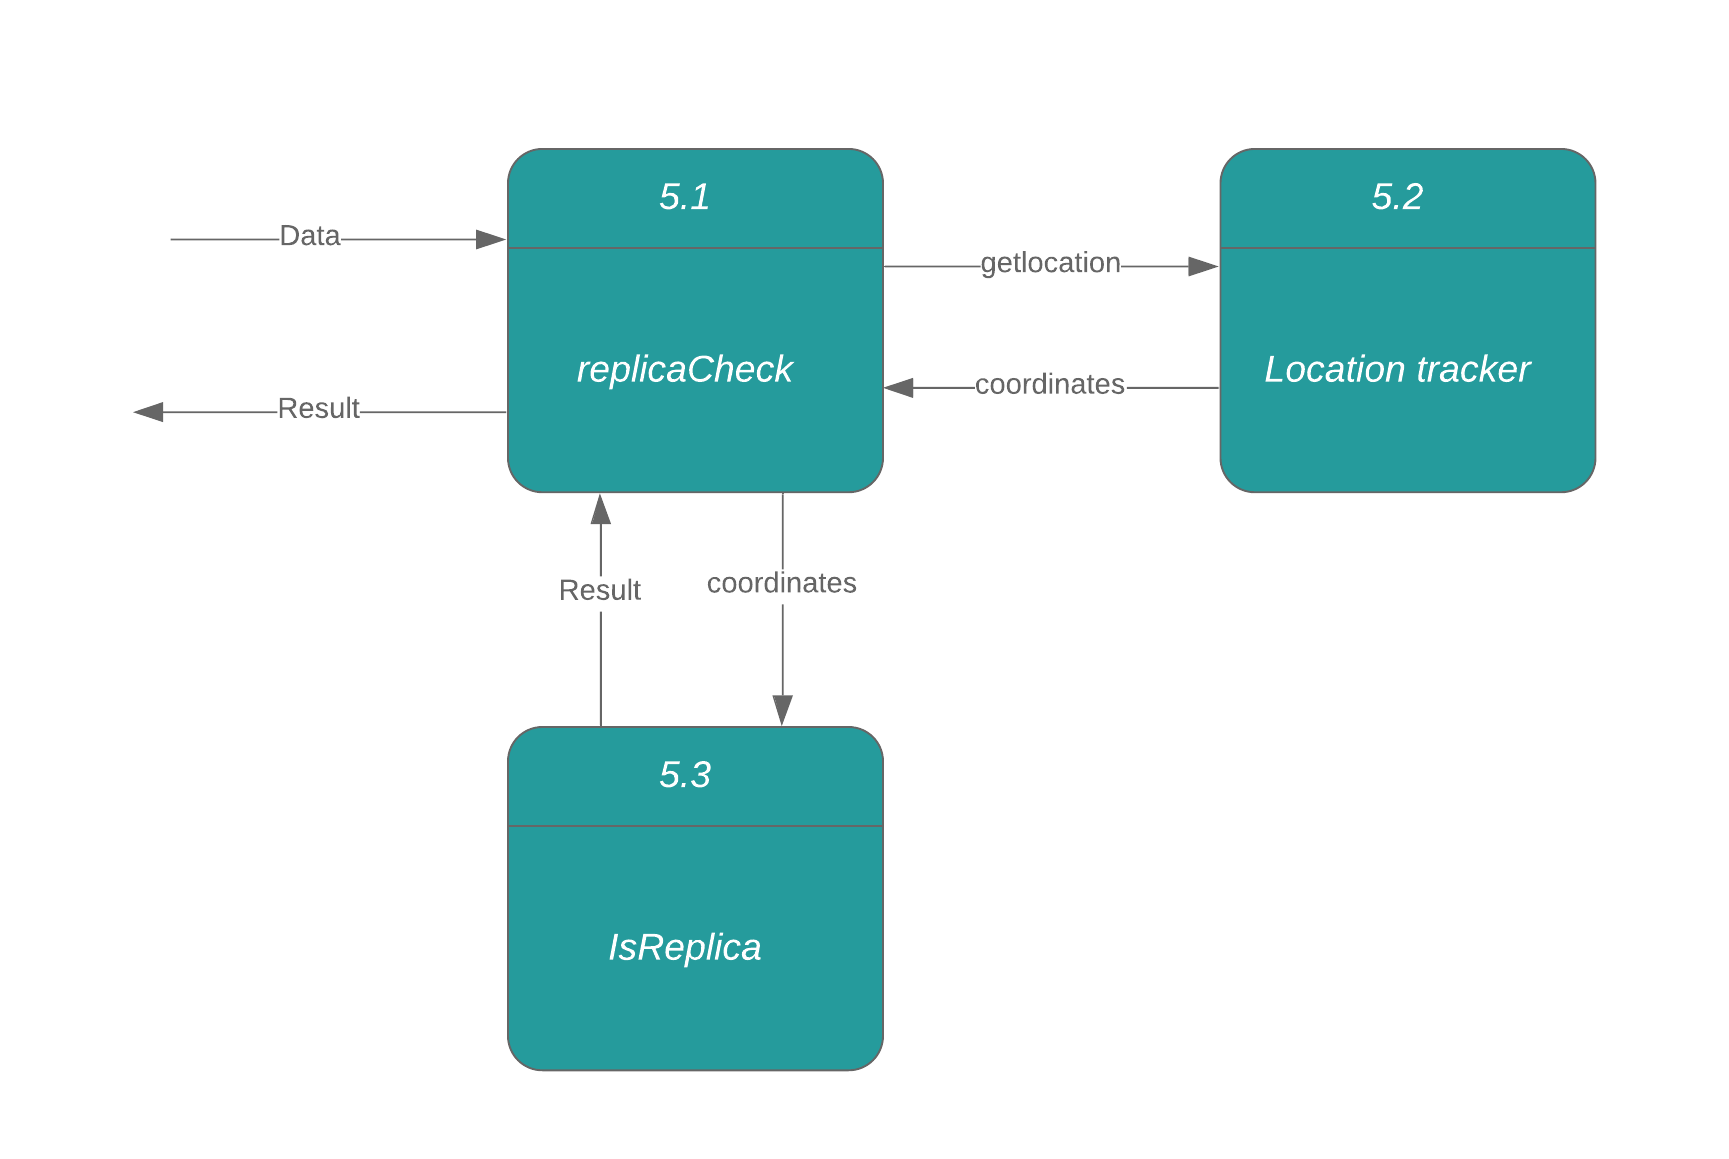 5.1
5.2
Data
getlocation
replicaCheck
Location tracker
coordinates
Result
Result
coordinates
5.3
IsReplica